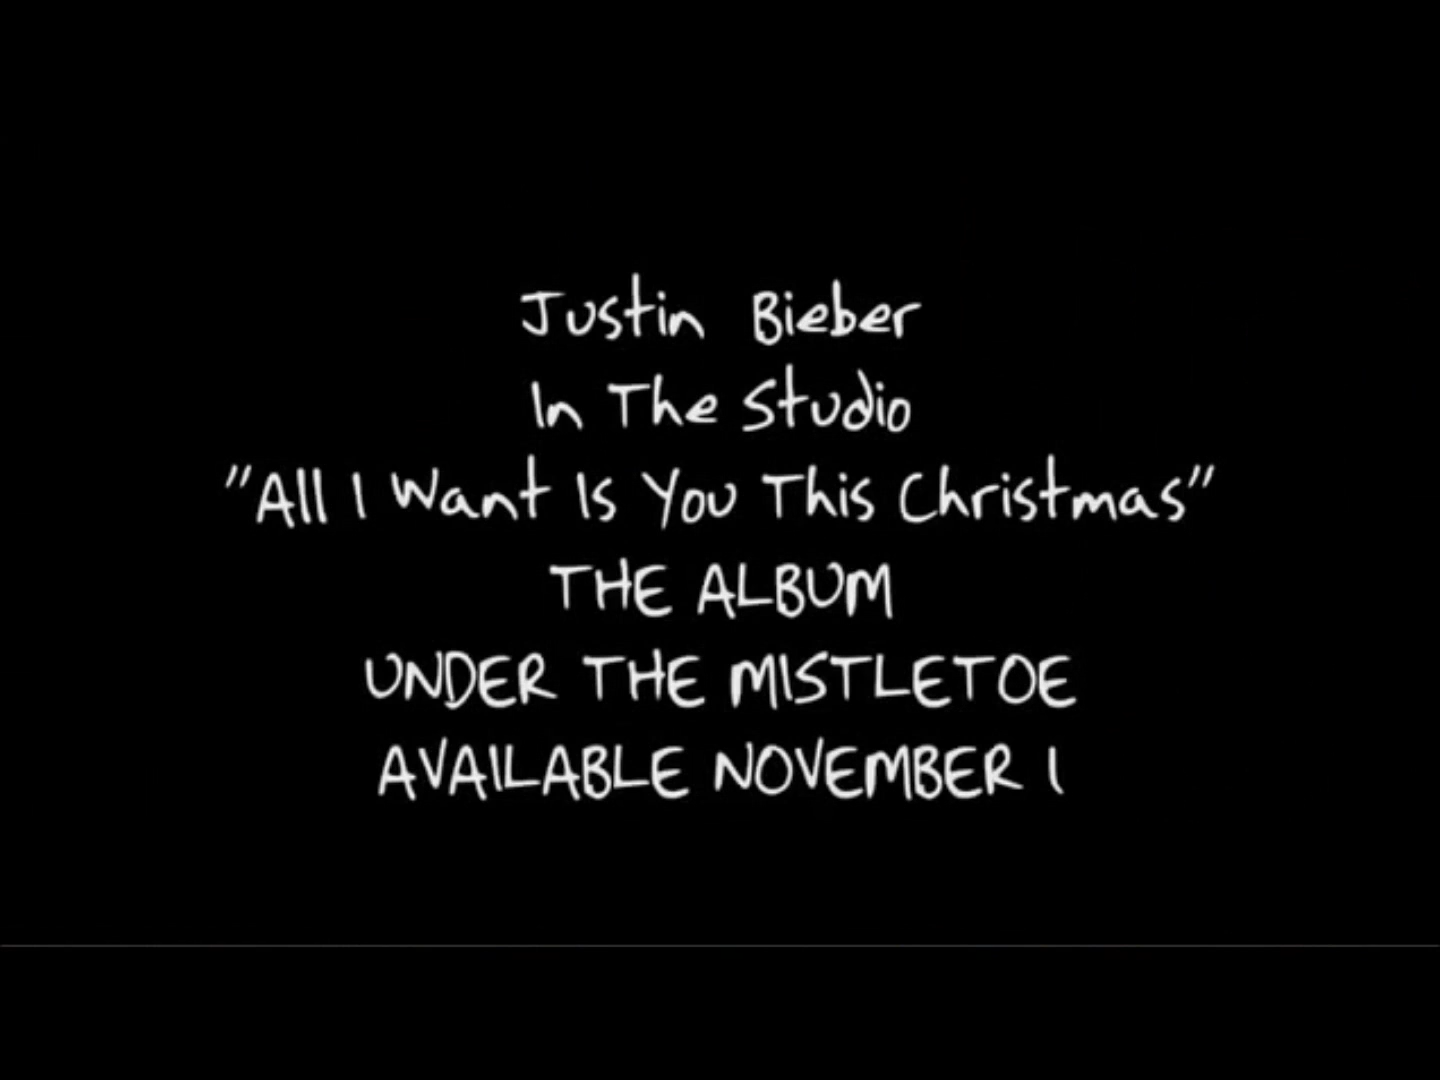 Justin Bieber
In The Studio
"All I Want Is You This Christmas"
THE ALBUM
UNDER THE MISTLETOE
AVAILABLE NOVEMBER 1